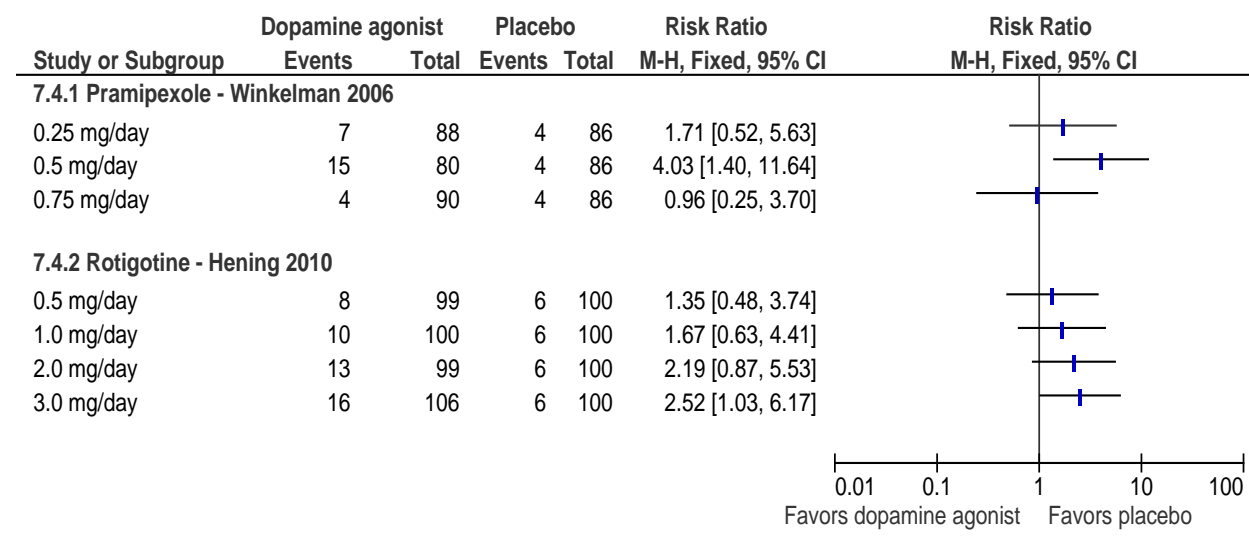 Dopamine agonist Placebo Risk Ratio Risk Ratio
Study or Subgroup Events Total Events Total M-H, Fixed, 95% CI M-H, Fixed, 95% CI
7.4.1 Pramipexole - Winkelman 2006
0.25 mg/day 7 88 4 86 1.71 [0.52, 5.63]
0.5 mg/day 15 80 4 86 4.03 [1.40, 11.64]
0.75 mg/day 4 90 4 86 0.96 [0.25, 3.70]
7.4.2 Rotigotine - Hening 2010
0.5 mg/day 8 99 6 100 1.35 [0.48, 3.74]
1.0 mg/day 10 100 6 100 1.67 [0.63, 4.41]
2.0 mg/day 13 99 6 100 2.19 [0.87, 5.53]
3.0 mg/day 16 106 6 100 2.52 [1.03, 6.17]
0.01 0.1 1 10 100
Favors dopamine agonist Favors placebo